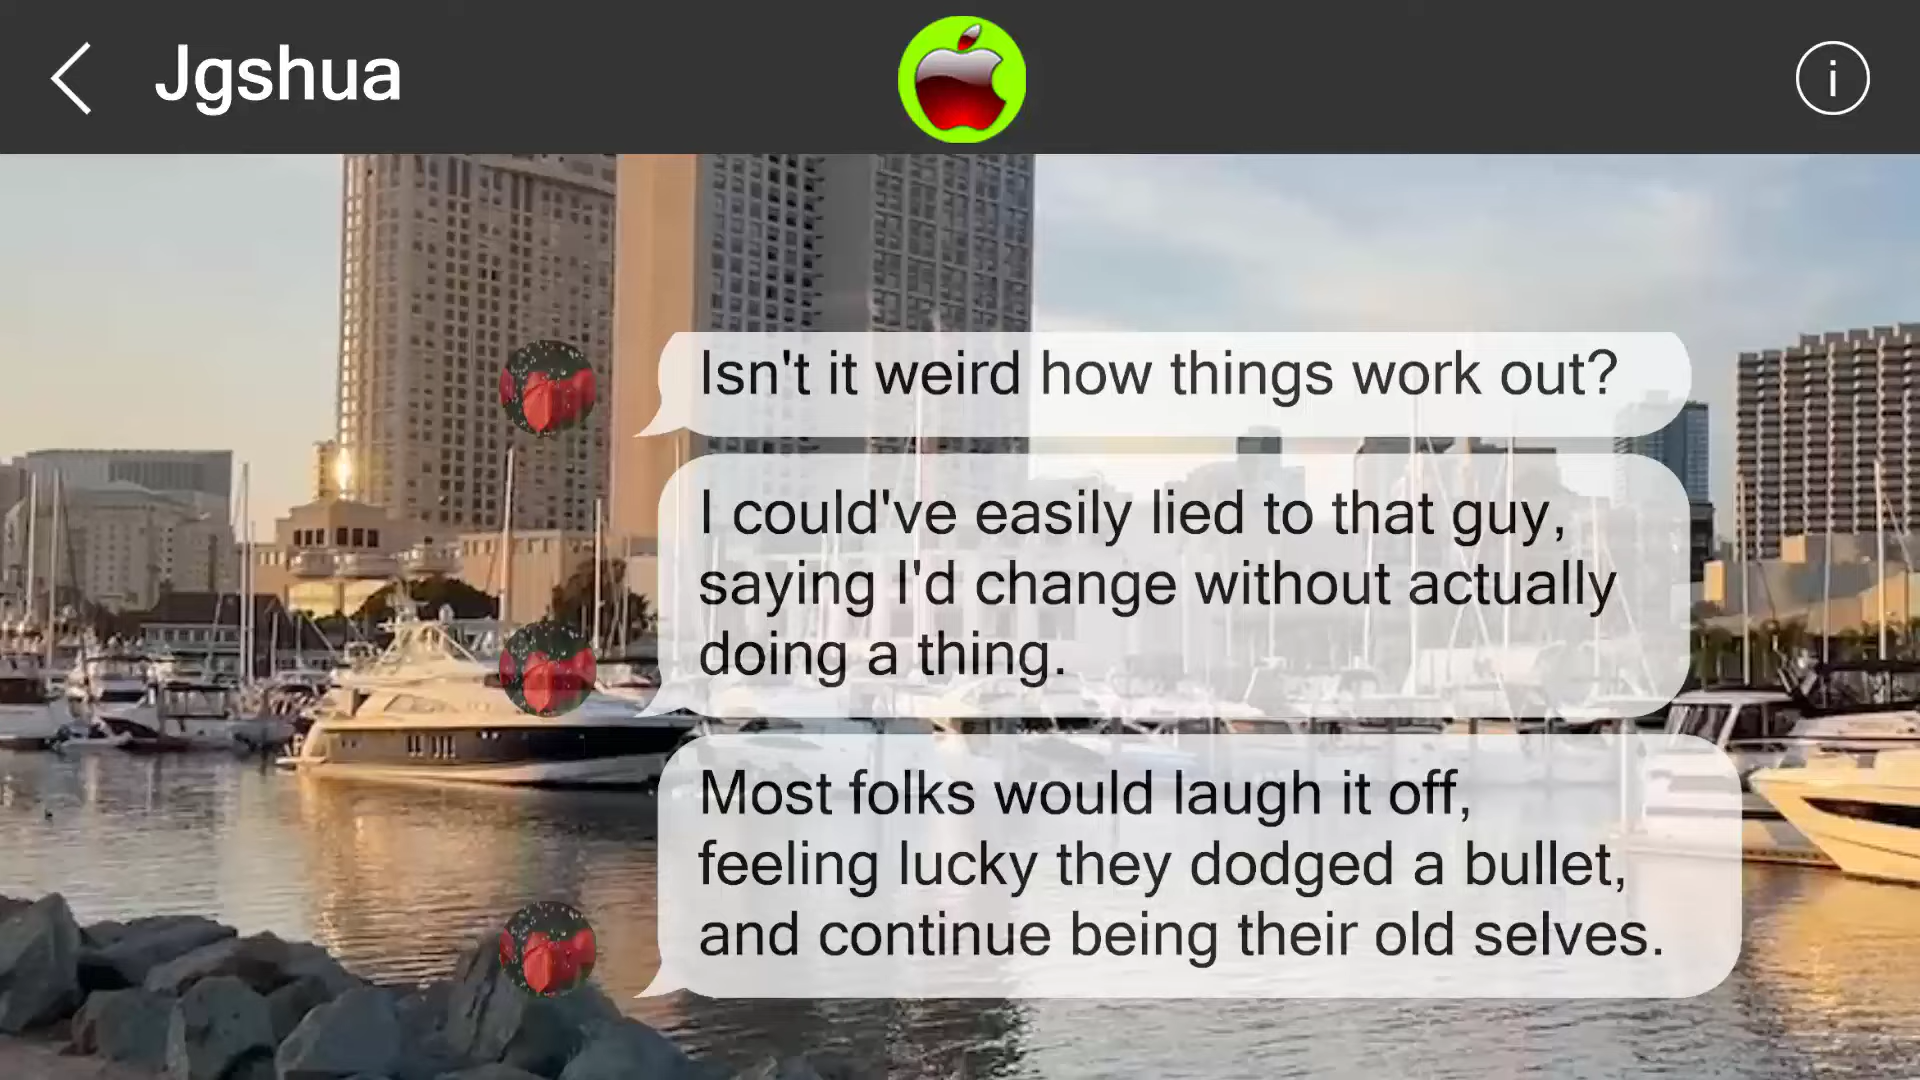 Jgshua
i
Isn't it weird how things work out?
I could've easily lied to that guy,
saying I'd change without actually
doing a thing.
Most folks would laugh it off,
feeling lucky they dodged a bullet,
and continue being their old selves.